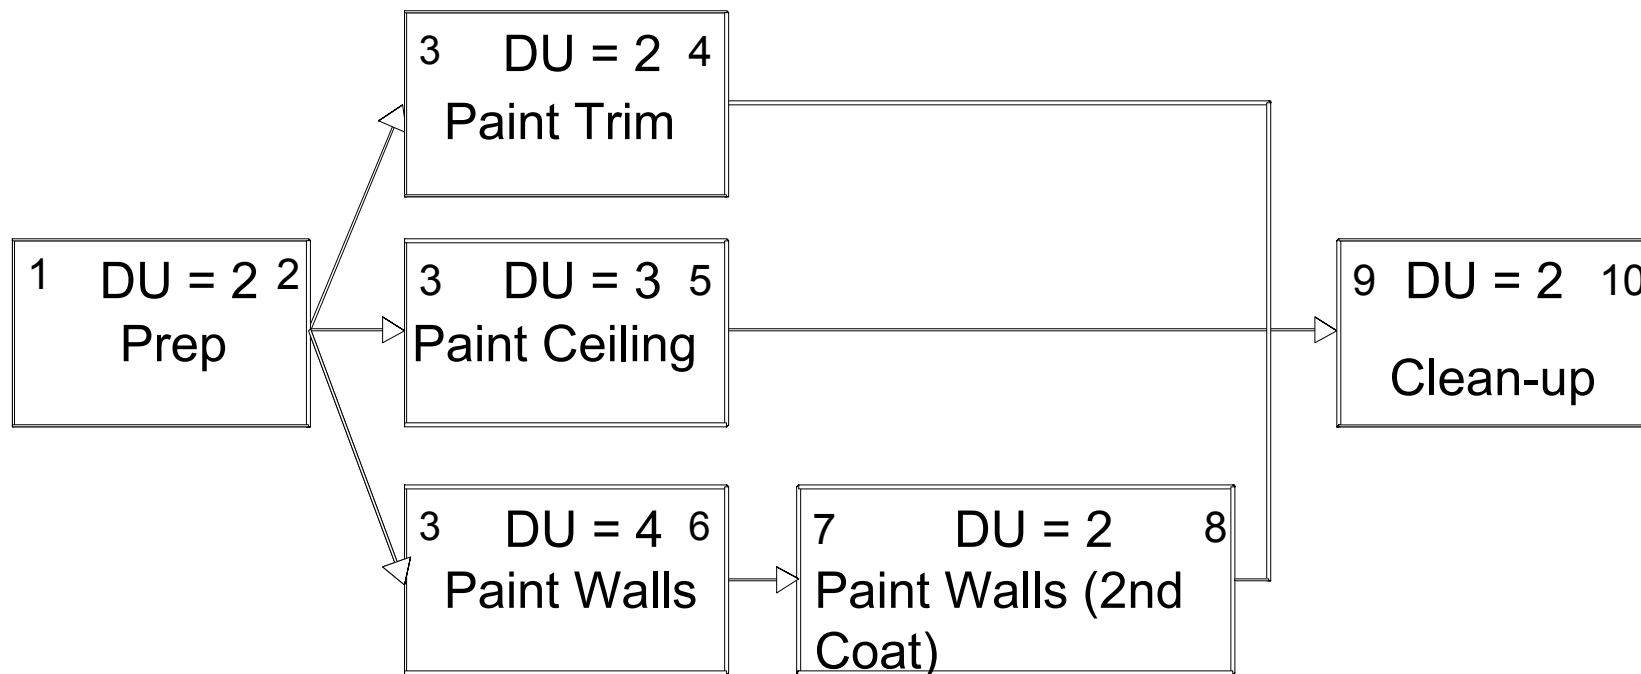 3 DU = 2 4
Paint Trim
1 DU = 2 2
Prep
3 DU = 3 5
Paint Ceiling
9 DU = 2 10
Clean-up
3 DU = 4 6
Paint Walls
7 DU = 2 8
Paint Walls (2nd
Coat)